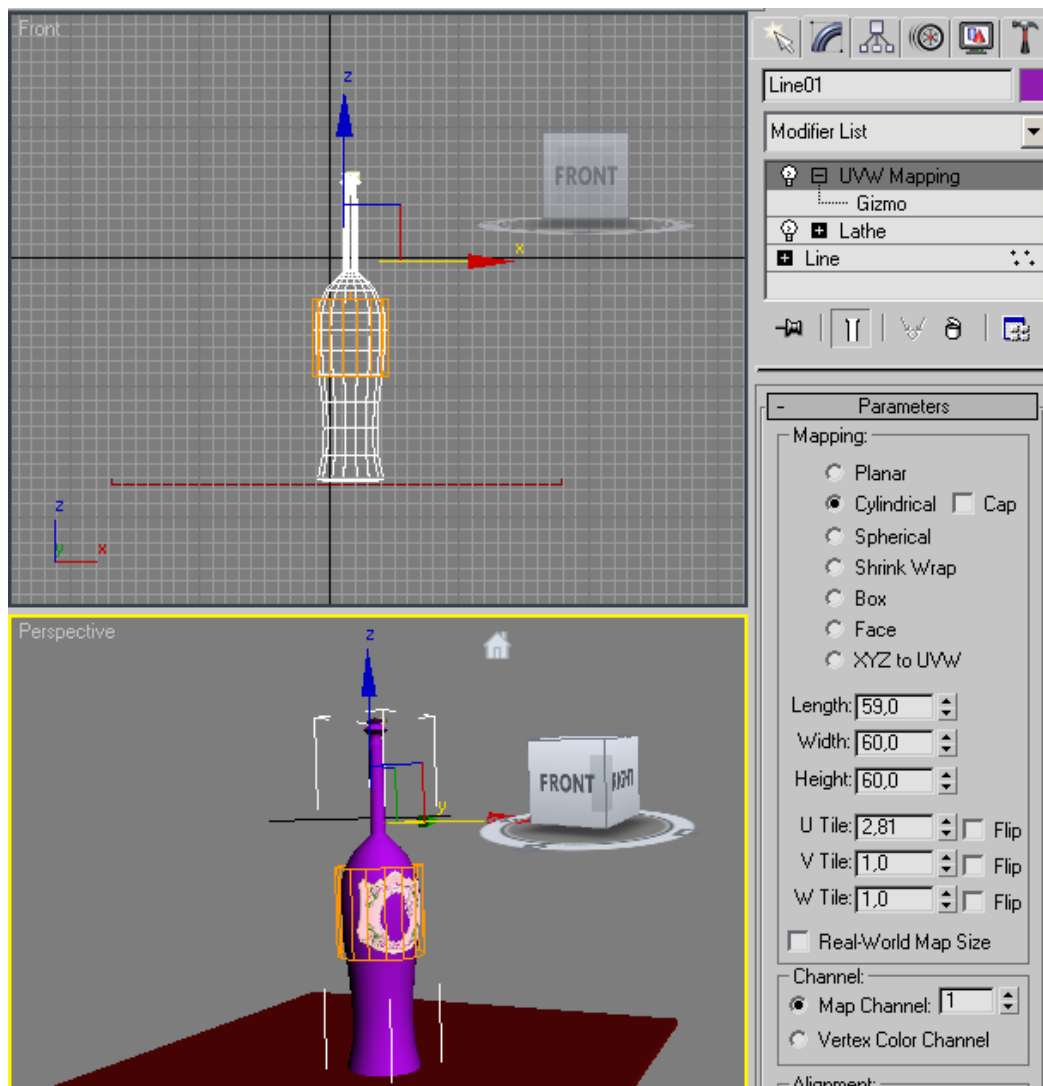 Front
z
FRONT
x
z
y x
Perspective
z
FRONT RIGHT
y
Line01
Modifier List
UVW Mapping
Gizmo
Lathe
Line
- Parameters
Mapping:
Planar
Cylindrical Cap
Spherical
Shrink Wrap
Box
Face
XYZ to UVW
Length: 59,0
Width: 60,0
Height: 60,0
U Tile: 2,81 Flip
V Tile: 1,0 Flip
W Tile: 1,0 Flip
Real-World Map Size
Channel:
Map Channel: 1
Vertex Color Channel
Alignment: